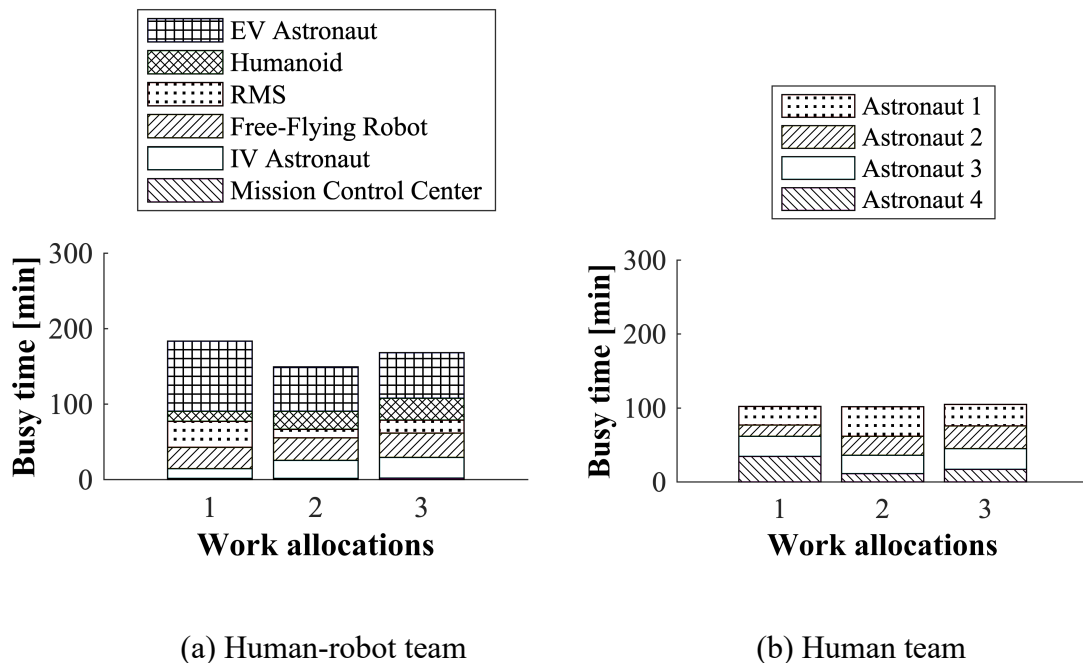 EV Astronaut
Humanoid
RMS
Free-Flying Robot
IV Astronaut
Mission Control Center
300
200
100
0
Busy time [min]
1 2 3
Work allocations
(a) Human-robot team
Astronaut 1
Astronaut 2
Astronaut 3
Astronaut 4
300
200
100
0
Busy time [min]
1 2 3
Work allocations
(b) Human team